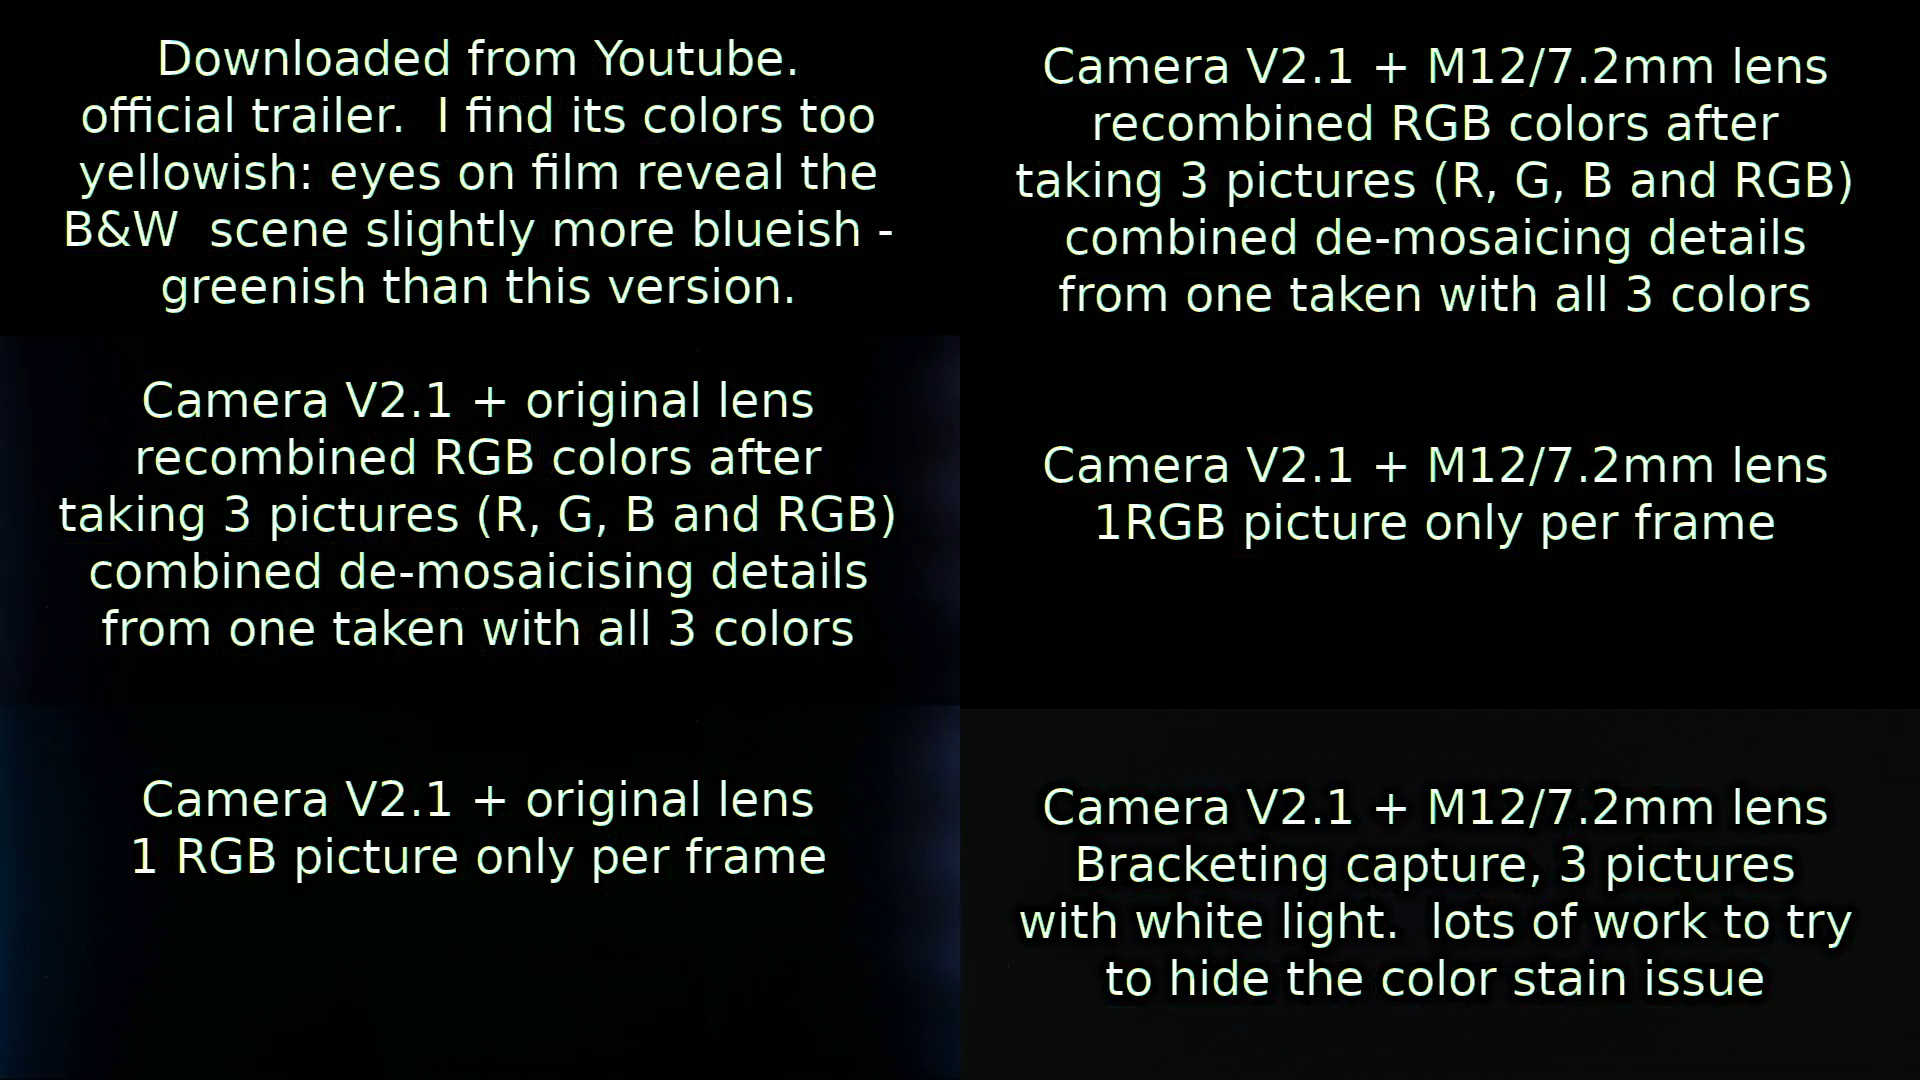 Downloaded from Youtube.
official trailer.  I find its colors too
yellowish: eyes on film reveal the
B&W  scene slightly more blueish -
greenish than this version.
Camera V2.1 + M12/7.2mm lens
recombined RGB colors after
taking 3 pictures (R, G, B and RGB)
combined de-mosaicing details
from one taken with all 3 colors
Camera V2.1 + original lens
recombined RGB colors after
taking 3 pictures (R, G, B and RGB)
combined de-mosaicising details
from one taken with all 3 colors
Camera V2.1 + M12/7.2mm lens
1RGB picture only per frame
Camera V2.1 + original lens
1 RGB picture only per frame
Camera V2.1 + M12/7.2mm lens
Bracketing capture, 3 pictures
with white light.  lots of work to try
to hide the color stain issue